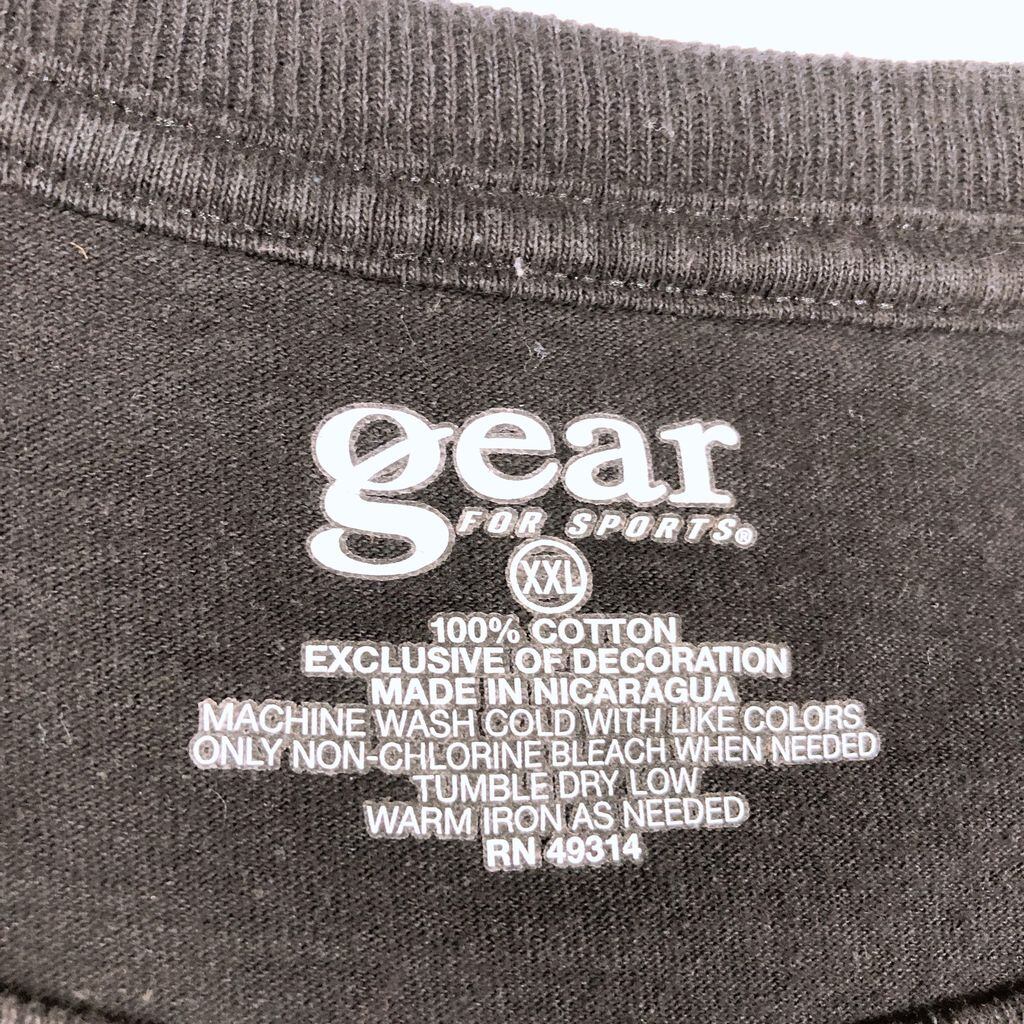 gear
FOR SPORTS®
XXL
100% COTTON
EXCLUSIVE OF DECORATION
MADE IN NICARAGUA
MACHINE WASH COLD WITH LIKE COLORS
ONLY NON-CHLORINE BLEACH WHEN NEEDED
TUMBLE DRY LOW
WARM IRON AS NEEDED
RN 49314